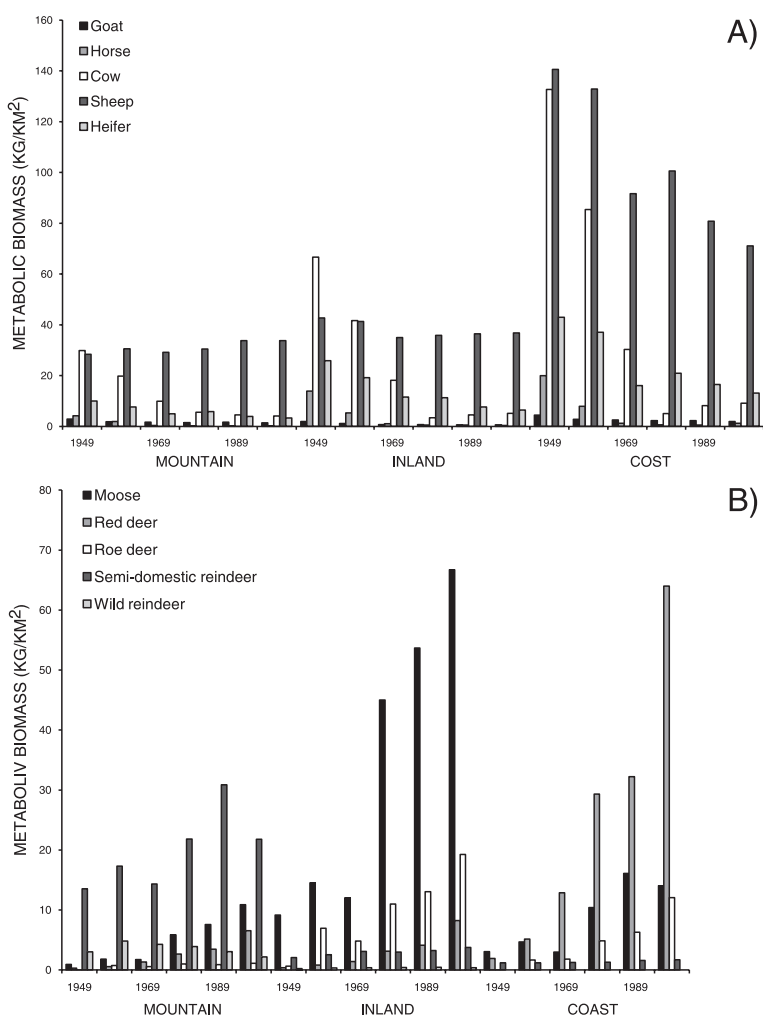 A)
160
140
120
100
80
60
40
20
0
METABOLIC BIOMASS (KG/KM2)
Goat
Horse
Cow
Sheep
Heifer
1949 1969 1989 1949 1969 1989 1949 1969 1989
MOUNTAIN INLAND COST
B)
80
70
60
50
40
30
20
10
0
METABOLIV BIOMASS (KG/KM2)
Moose
Red deer
Roe deer
Semi-domestic reindeer
Wild reindeer
1949 1969 1989 1949 1969 1989 1949 1969 1989
MOUNTAIN INLAND COAST